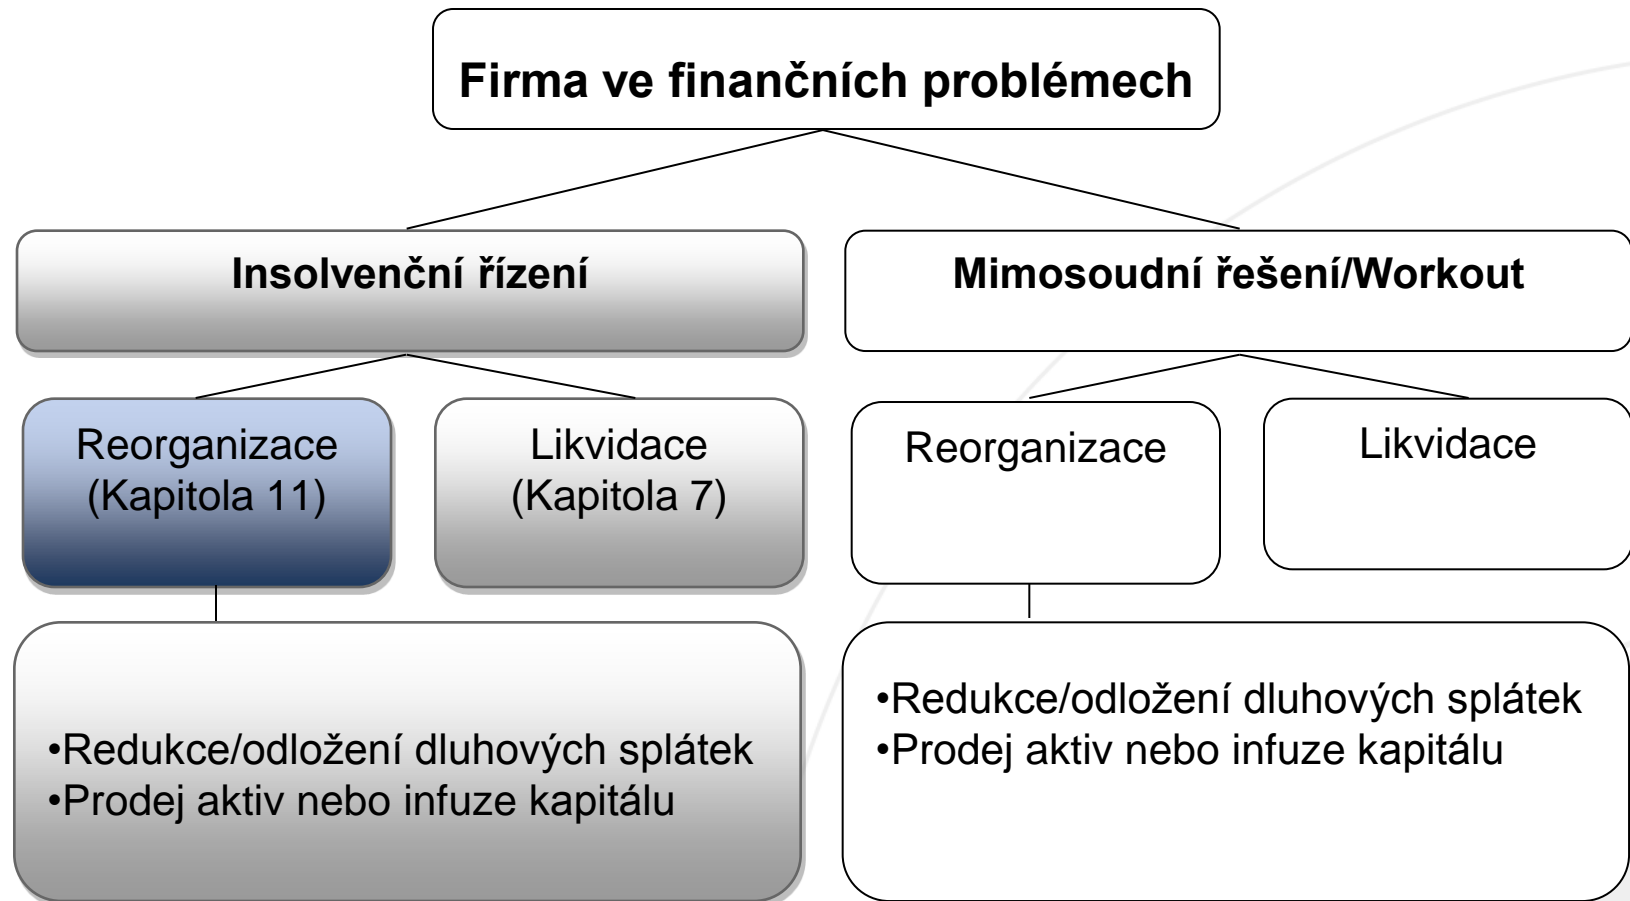 Firma ve finančních problémech
Insolvenční řízení
Mimosoudní řešení/Workout
Reorganizace
(Kapitola 11)
Likvidace
(Kapitola 7)
Reorganizace
Likvidace
•Redukce/odložení dluhových splátek
•Prodej aktiv nebo infuze kapitálu
•Redukce/odložení dluhových splátek
•Prodej aktiv nebo infuze kapitálu